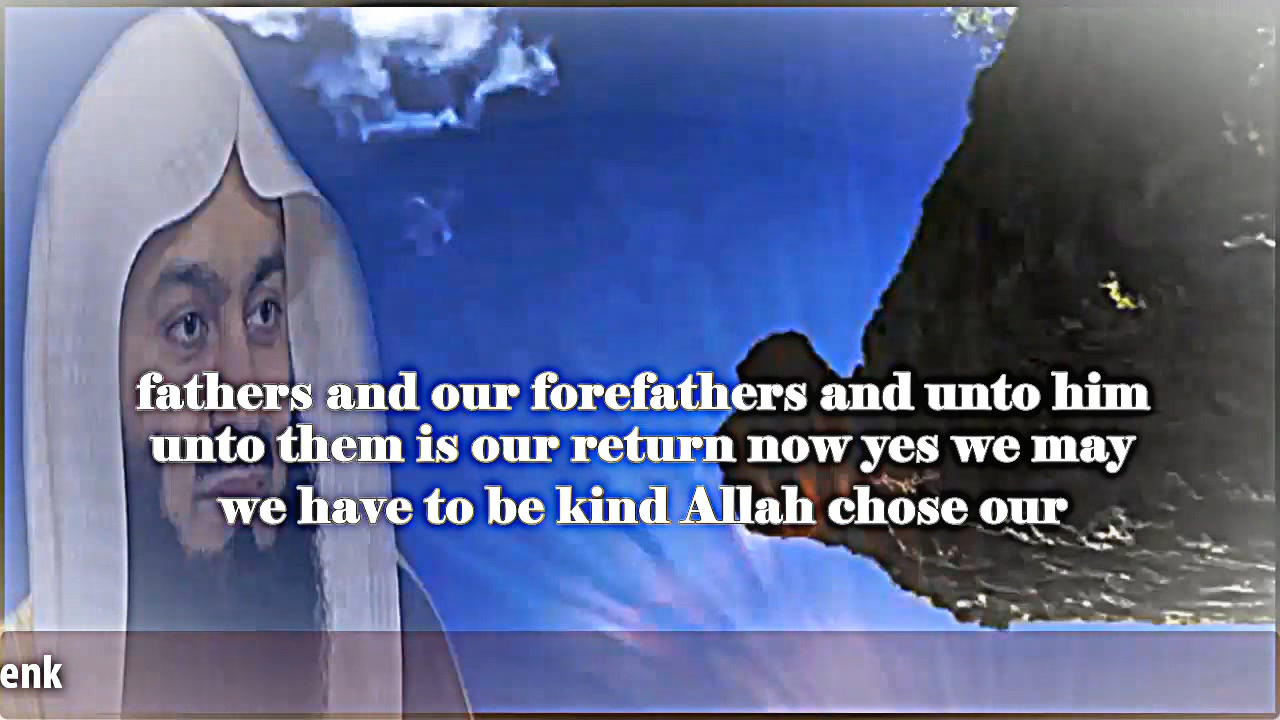 fathers and our forefathers and unto him
unto them is our return now yes we may
we have to be kind Allah chose our
enk